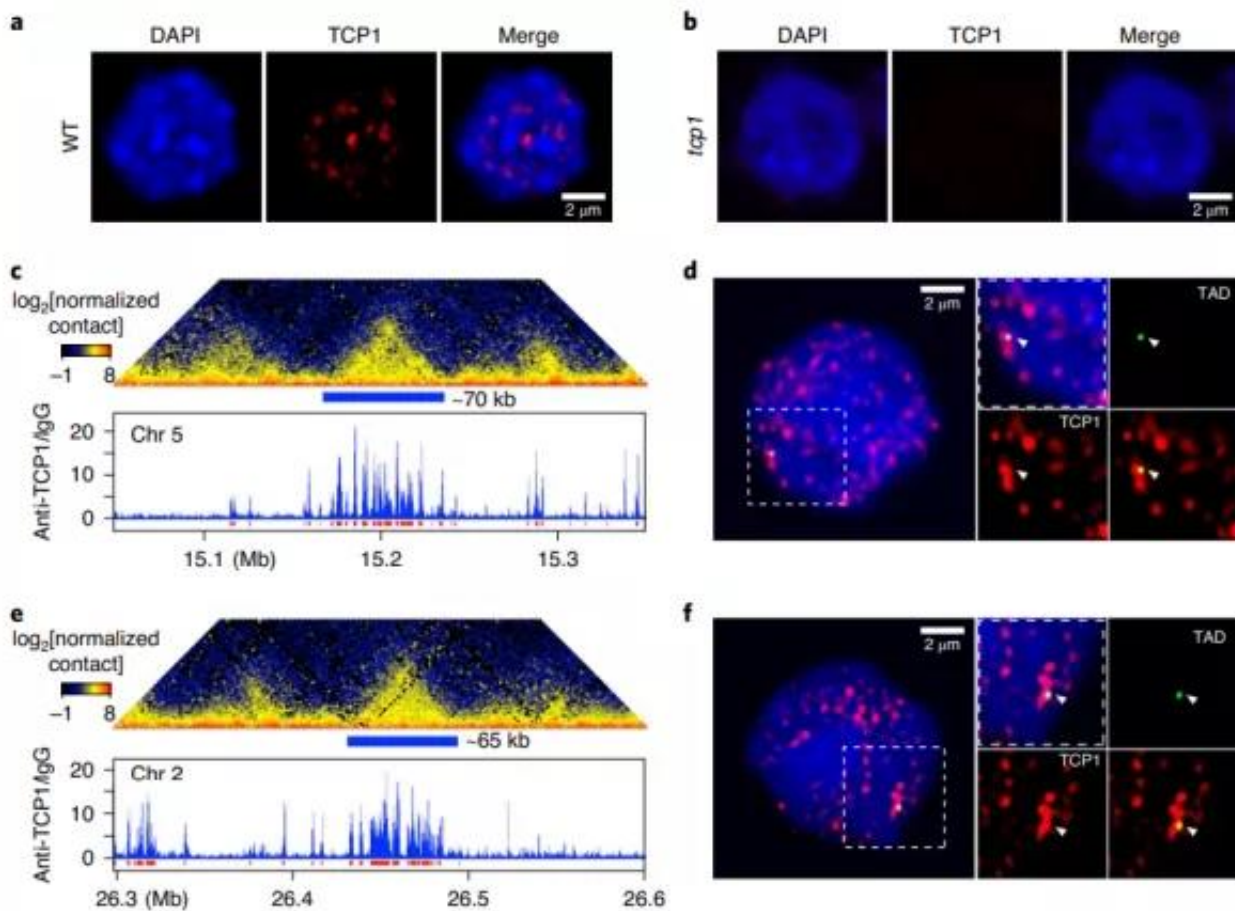 a
DAPI TCP1 Merge
WT
2 μm
b
DAPI TCP1 Merge
tcp1
2 μm
c
log2[normalized
contact]
−1 8
~70 kb
Anti-TCP1/IgG
Chr 5
20
10
0
15.1 (Mb) 15.2 15.3
d
2 μm
TAD
TCP1
e
log2[normalized
contact]
−1 8
~65 kb
Anti-TCP1/IgG
Chr 2
20
10
0
26.3 (Mb) 26.4 26.5 26.6
f
2 μm
TAD
TCP1